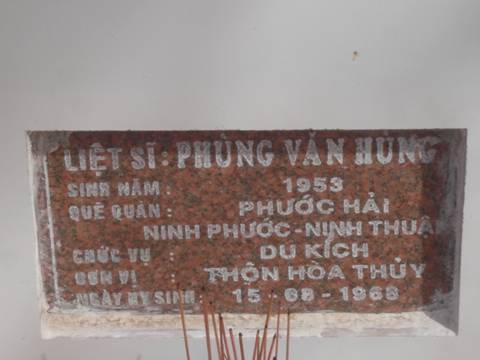 LIỆT SĨ : PHÙNG VĂN HÙNG
SINH NĂM : 1953
QUÊ QUÁN : PHƯỚC HẢI
NINH PHƯỚC-NINH THUẬN
CHỨC VỤ : DU KÍCH
ĐƠN VỊ : THÔN HÒA THỦY
NGÀY HY SINH : 15-08-1968